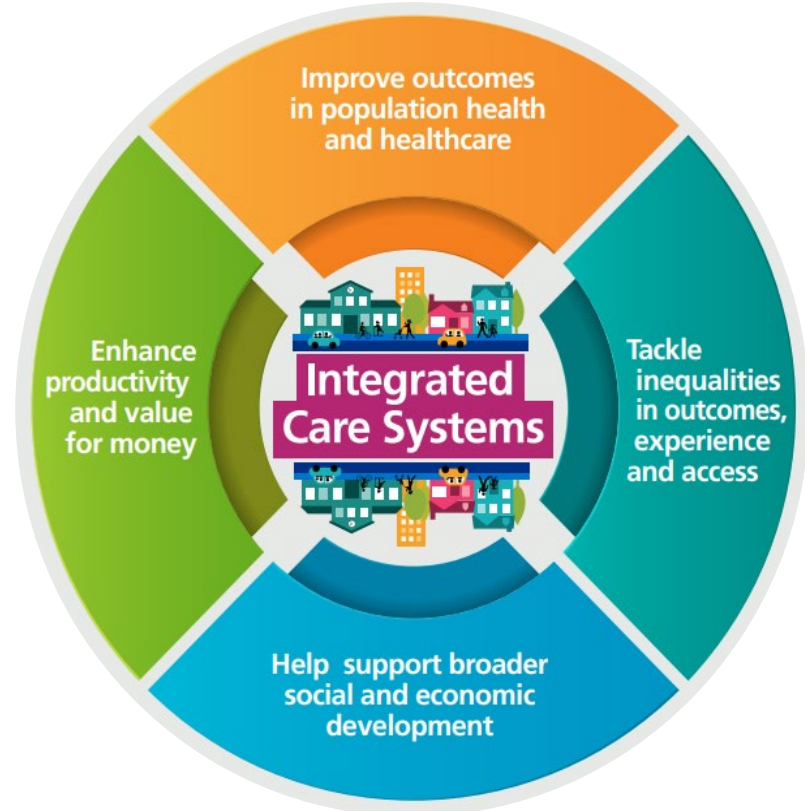 Improve outcomes
in population health
and healthcare
Tackle
inequalities
in outcomes,
experience
and access
Help support broader
social and economic
development
Enhance
productivity
and value
for money
Integrated
Care Systems